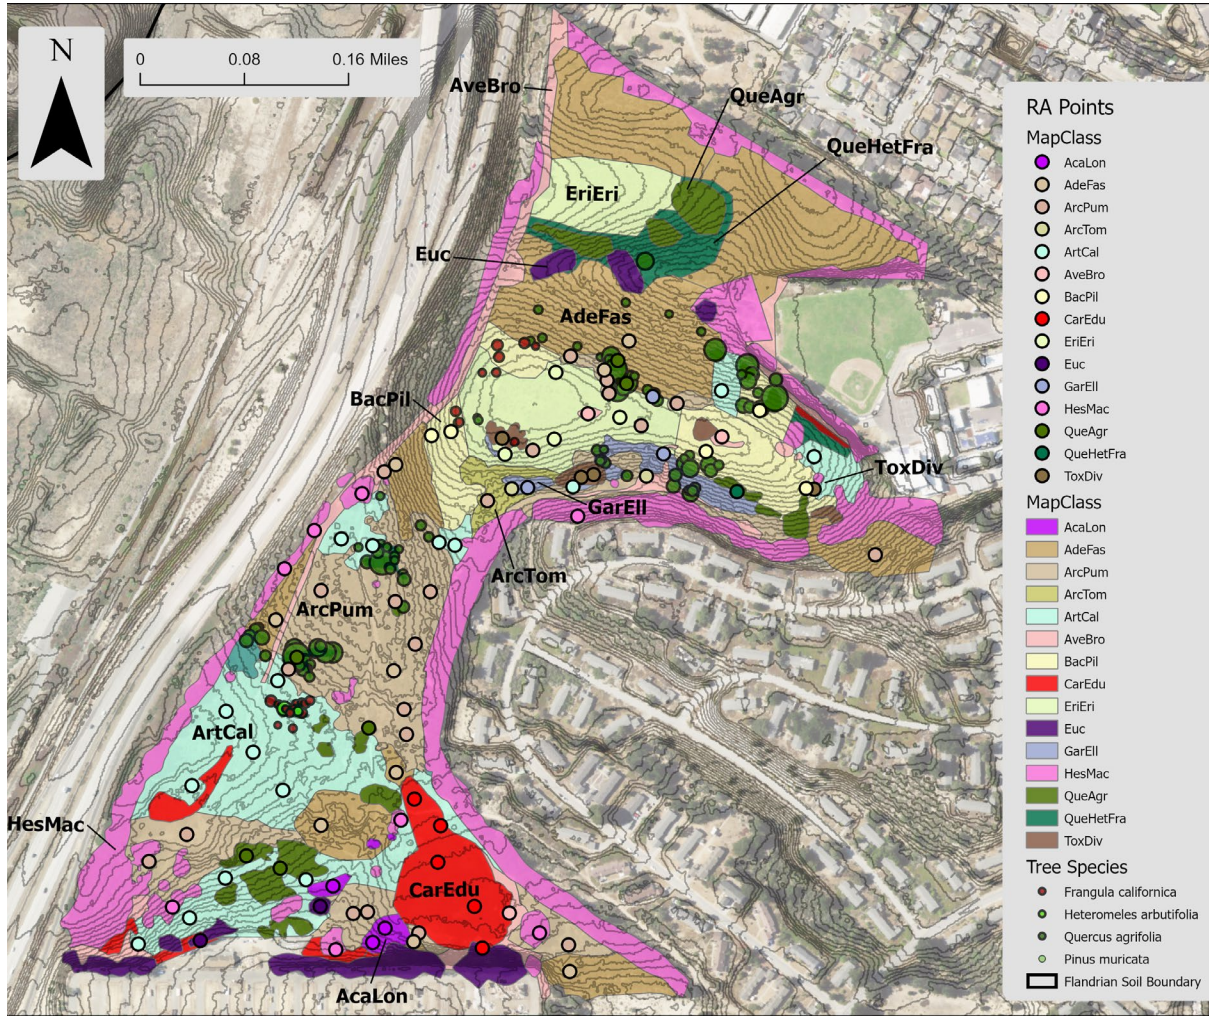 N
0 0.08 0.16 Miles
AveBro
QueAgr
QueHetFra
EriEri
Euc
AdeFas
BacPil
ToxDiv
GarEll
ArcTom
ArcPum
ArtCal
HesMac
CarEdu
AcaLon
RA Points
MapClass
AcaLon
AdeFas
ArcPum
ArcTom
ArtCal
AveBro
BacPil
CarEdu
EriEri
Euc
GarEll
HesMac
QueAgr
QueHetFra
ToxDiv
MapClass
AcaLon
AdeFas
ArcPum
ArcTom
ArtCal
AveBro
BacPil
CarEdu
EriEri
Euc
GarEll
HesMac
QueAgr
QueHetFra
ToxDiv
Tree Species
Frangula californica
Heteromeles arbutifolia
Quercus agrifolia
Pinus muricata
Flandrian Soil Boundary